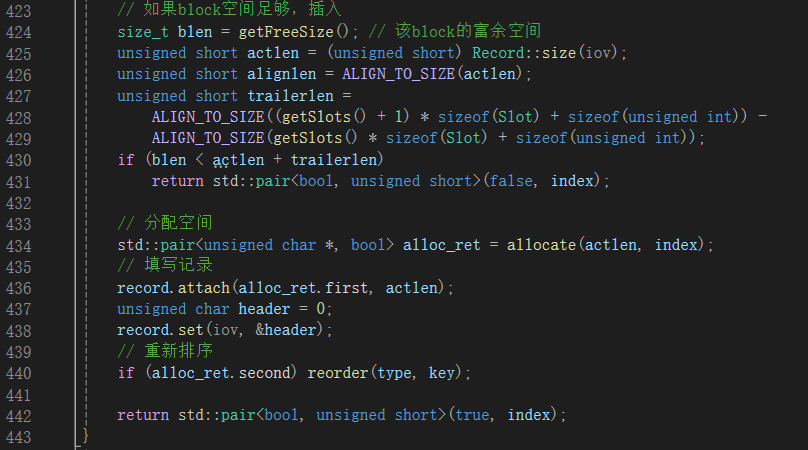 423 // 如果block空间足够，插入
424 size_t blen = getFreeSize(); // 该block的富余空间
425 unsigned short actlen = (unsigned short) Record::size(iov);
426 unsigned short alignlen = ALIGN_TO_SIZE(actlen);
427 unsigned short trailerlen =
428 ALIGN_TO_SIZE((getSlots() + 1) * sizeof(Slot) + sizeof(unsigned int)) -
429 ALIGN_TO_SIZE(getSlots() * sizeof(Slot) + sizeof(unsigned int));
430 if (blen < actlen + trailerlen)
431 return std::pair<bool, unsigned short>(false, index);
432
433 // 分配空间
434 std::pair<unsigned char *, bool> alloc_ret = allocate(actlen, index);
435 // 填写记录
436 record.attach(alloc_ret.first, actlen);
437 unsigned char header = 0;
438 record.set(iov, &header);
439 // 重新排序
440 if (alloc_ret.second) reorder(type, key);
441
442 return std::pair<bool, unsigned short>(true, index);
443 }